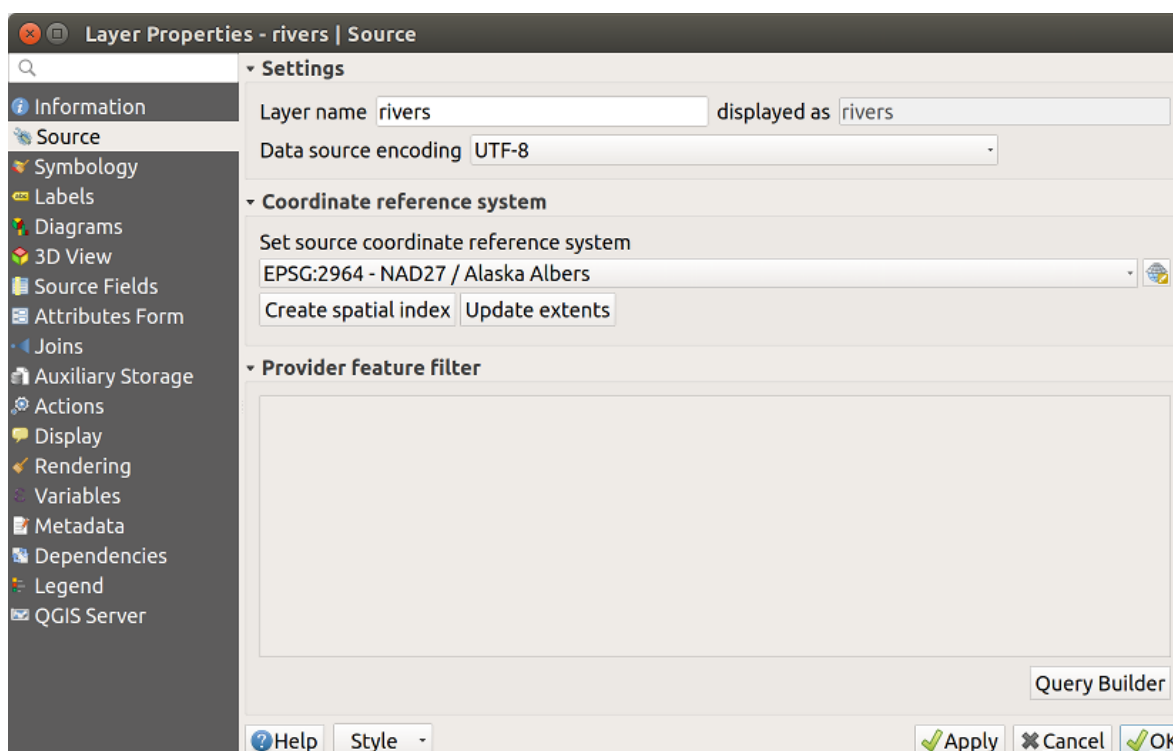 Layer Properties - rivers | Source
Information
Source
Symbology
Labels
Diagrams
3D View
Source Fields
Attributes Form
Joins
Auxiliary Storage
Actions
Display
Rendering
Variables
Metadata
Dependencies
Legend
QGIS Server
Settings
Layer name rivers displayed as rivers
Data source encoding UTF-8
Coordinate reference system
Set source coordinate reference system
EPSG:2964 - NAD27 / Alaska Albers
Create spatial index Update extents
Provider feature filter
Query Builder
Help Style Apply Cancel OK